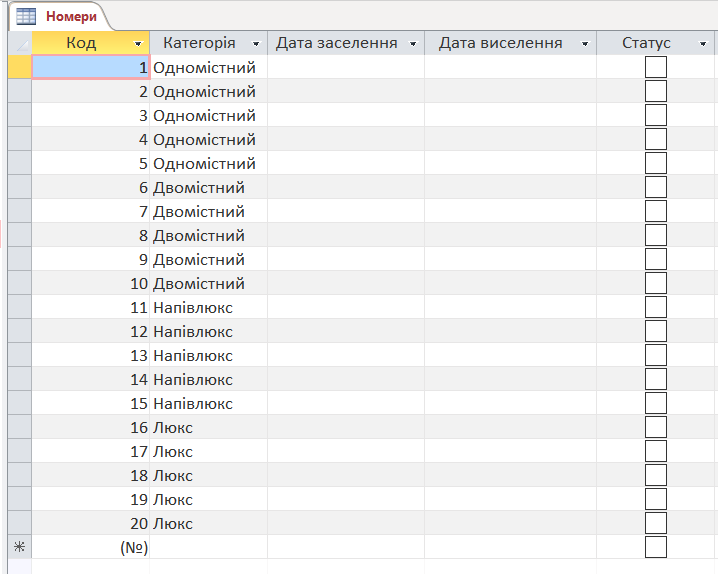 Номери
Код Категорія Дата заселення Дата виселення Статус
1 Одномістний
2 Одномістний
3 Одномістний
4 Одномістний
5 Одномістний
6 Двомістний
7 Двомістний
8 Двомістний
9 Двомістний
10 Двомістний
11 Напівлюкс
12 Напівлюкс
13 Напівлюкс
14 Напівлюкс
15 Напівлюкс
16 Люкс
17 Люкс
18 Люкс
19 Люкс
20 Люкс
(№)